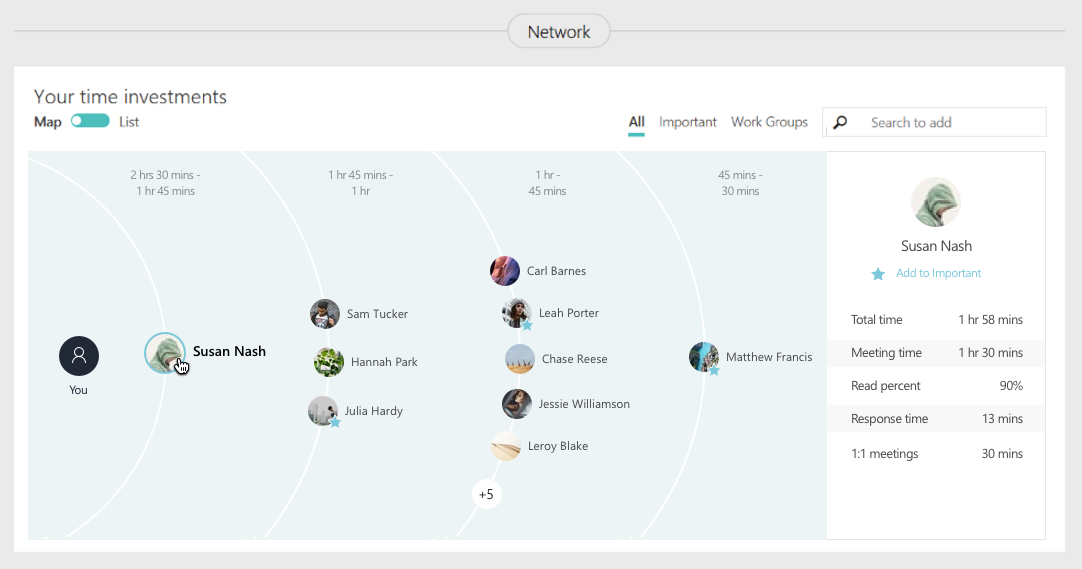 Network
Your time investments
Map List
All Important Work Groups Search to add
2 hrs 30 mins -
1 hr 45 mins
1 hr 45 mins -
1 hr
1 hr -
45 mins
45 mins -
30 mins
You
Susan Nash
Sam Tucker
Hannah Park
Julia Hardy
Carl Barnes
Leah Porter
Chase Reese
Jessie Williamson
Leroy Blake
+5
Matthew Francis
Susan Nash
Add to Important
Total time 1 hr 58 mins
Meeting time 1 hr 30 mins
Read percent 90%
Response time 13 mins
1:1 meetings 30 mins